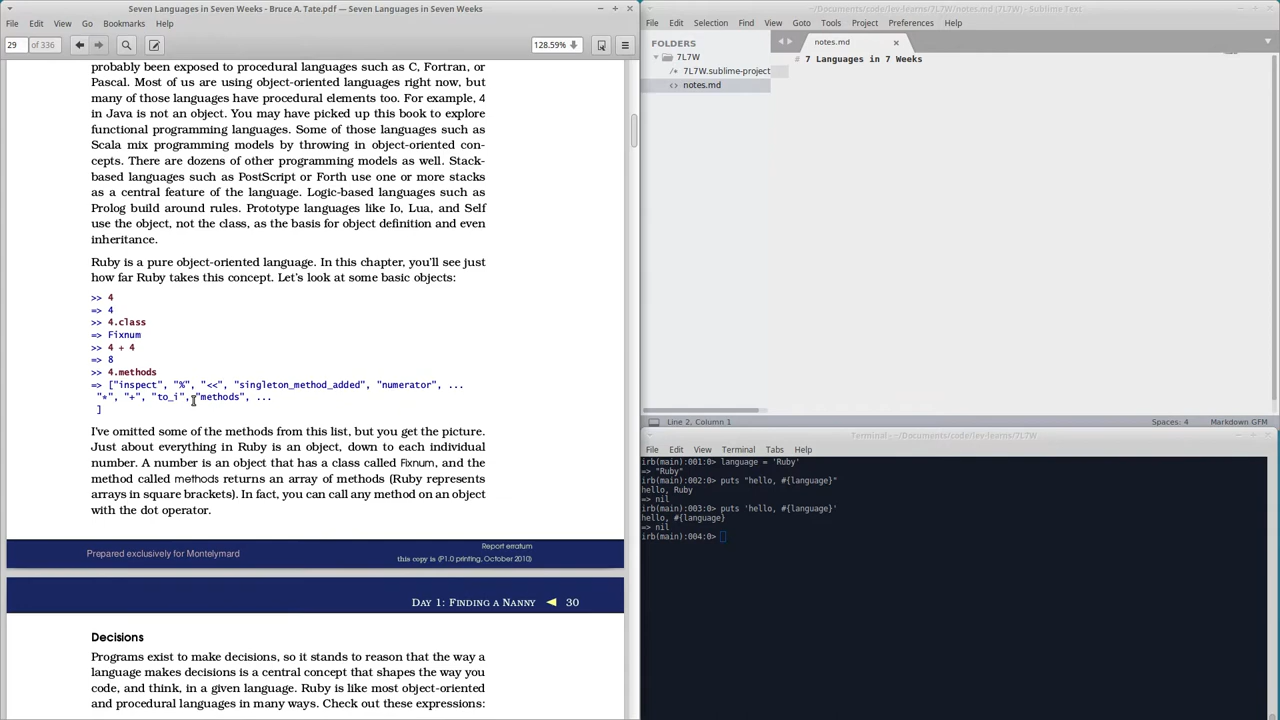 Seven Languages in Seven Weeks - Bruce A. Tate.pdf — Seven Languages in Seven Weeks
File Edit View Go Bookmarks Help
29 of 336 128.59%
probably been exposed to procedural languages such as C, Fortran, or
Pascal. Most of us are using object-oriented languages right now, but
many of those languages have procedural elements too. For example, 4
in Java is not an object. You may have picked up this book to explore
functional programming languages. Some of those languages such as
Scala mix programming models by throwing in object-oriented con-
cepts. There are dozens of other programming models as well. Stack-
based languages such as PostScript or Forth use one or more stacks
as a central feature of the language. Logic-based languages such as
Prolog build around rules. Prototype languages like Io, Lua, and Self
use the object, not the class, as the basis for object definition and even
inheritance.
Ruby is a pure object-oriented language. In this chapter, you'll see just
how far Ruby takes this concept. Let's look at some basic objects:
>> 4
=> 4
>> 4.class
=> Fixnum
>> 4 + 4
=> 8
>> 4.methods
=> ["inspect", "%", "<<", "singleton_method_added", "numerator", ...
"*", "+", "to_i", "methods", ...
]
I've omitted some of the methods from this list, but you get the picture.
Just about everything in Ruby is an object, down to each individual
number. A number is an object that has a class called Fixnum, and the
method called methods returns an array of methods (Ruby represents
arrays in square brackets). In fact, you can call any method on an object
with the dot operator.
Prepared exclusively for Montelymard
Report erratum
this copy is (P1.0 printing, October 2010)
Day 1: Finding a Nanny ◀ 30
Decisions
Programs exist to make decisions, so it stands to reason that the way a
language makes decisions is a central concept that shapes the way you
code, and think, in a given language. Ruby is like most object-oriented
and procedural languages in many ways. Check out these expressions:
~/Documents/code/lev-learns/7L7W/notes.md (7L7W) - Sublime Text
File Edit Selection Find View Goto Tools Project Preferences Help
FOLDERS
7L7W
/* 7L7W.sublime-project
<> notes.md
notes.md
# 7 Languages in 7 Weeks
Line 2, Column 1 Spaces: 4 Markdown GFM
Terminal - ~/Documents/code/lev-learns/7L7W
File Edit View Terminal Tabs Help
irb(main):001:0> language = 'Ruby'
=> "Ruby"
irb(main):002:0> puts "hello, #{language}"
hello, Ruby
=> nil
irb(main):003:0> puts 'hello, #{language}'
hello, #{language}
=> nil
irb(main):004:0>